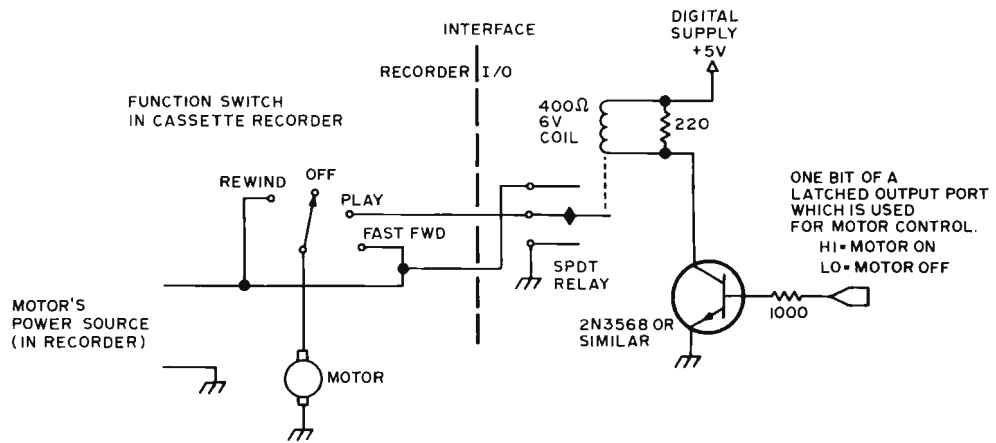 DIGITAL
SUPPLY
+5V
INTERFACE
RECORDER I/O
FUNCTION SWITCH
IN CASSETTE RECORDER
400Ω
6V
COIL
220
REWIND
OFF
PLAY
FAST FWD
SPDT
RELAY
ONE BIT OF A
LATCHED OUTPUT PORT
WHICH IS USED
FOR MOTOR CONTROL.
HI=MOTOR ON
LO=MOTOR OFF
MOTOR'S
POWER SOURCE
(IN RECORDER)
2N3568 OR
SIMILAR
1000
MOTOR